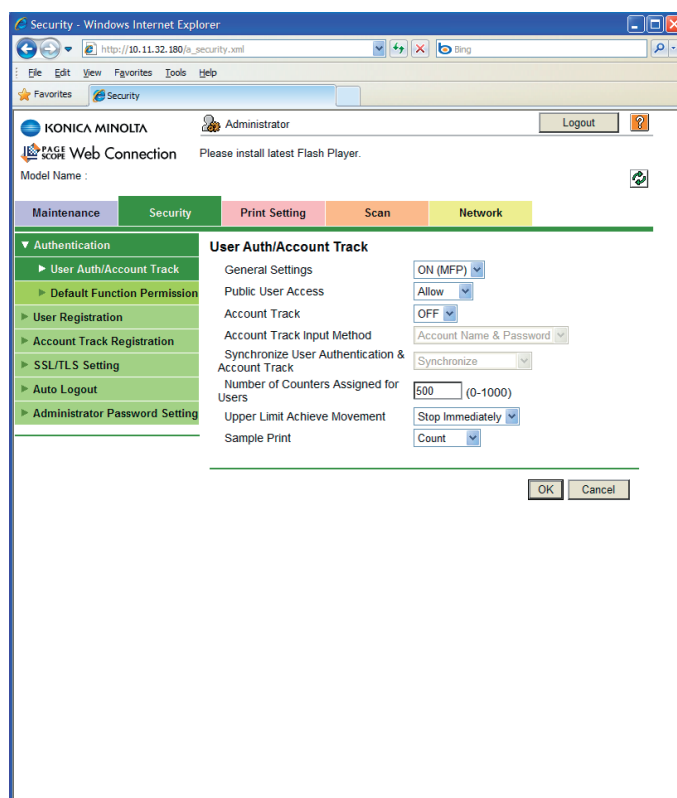 Security - Windows Internet Explorer
http://10.11.32.180/a_security.xml
Bing
File Edit View Favorites Tools Help
Favorites Security
KONICA MINOLTA
Administrator
Logout
?
PAGE SCOPE Web Connection
Please install latest Flash Player.
Model Name :
Maintenance Security Print Setting Scan Network
Authentication
User Auth/Account Track
Default Function Permission
User Registration
Account Track Registration
SSL/TLS Setting
Auto Logout
Administrator Password Setting
User Auth/Account Track
General Settings ON (MFP)
Public User Access Allow
Account Track OFF
Account Track Input Method Account Name & Password
Synchronize User Authentication &
Account Track Synchronize
Number of Counters Assigned for
Users 500 (0-1000)
Upper Limit Achieve Movement Stop Immediately
Sample Print Count
OK Cancel